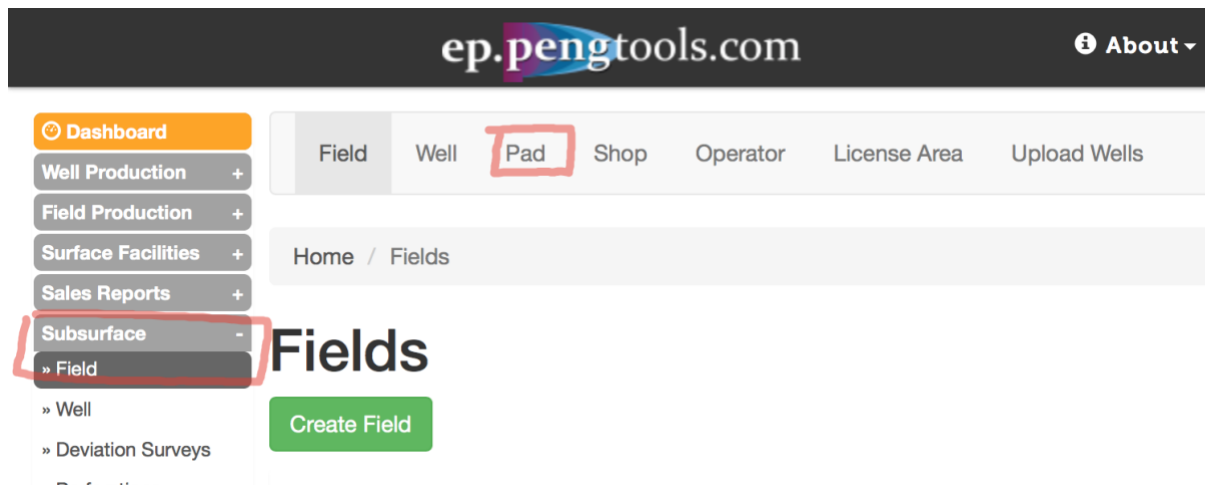 ep.pengtools.com
About
Dashboard
Well Production +
Field Production +
Surface Facilities +
Sales Reports +
Subsurface -
» Field
» Well
» Deviation Surveys
Field Well Pad Shop Operator License Area Upload Wells
Home / Fields
Fields
Create Field